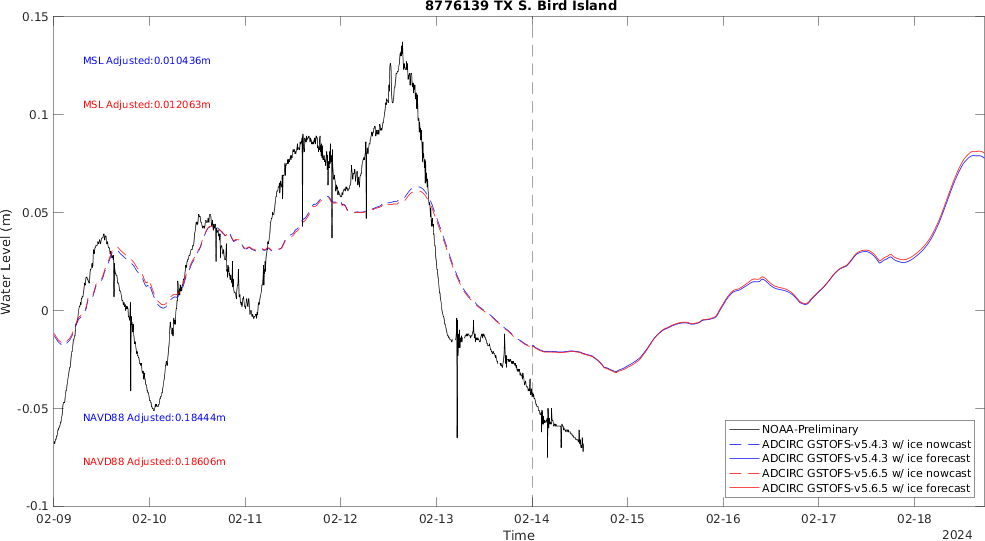 8776139 TX S. Bird Island
0.15
0.1
0.05
0
-0.05
-0.1
Water Level (m)
MSL Adjusted:0.010436m
MSL Adjusted:0.012063m
NAVD88 Adjusted:0.18444m
NAVD88 Adjusted:0.18606m
NOAA-Preliminary
ADCIRC GSTOFS-v5.4.3 w/ ice nowcast
ADCIRC GSTOFS-v5.4.3 w/ ice forecast
ADCIRC GSTOFS-v5.6.5 w/ ice nowcast
ADCIRC GSTOFS-v5.6.5 w/ ice forecast
02-09 02-10 02-11 02-12 02-13 02-14 02-15 02-16 02-17 02-18
Time
2024